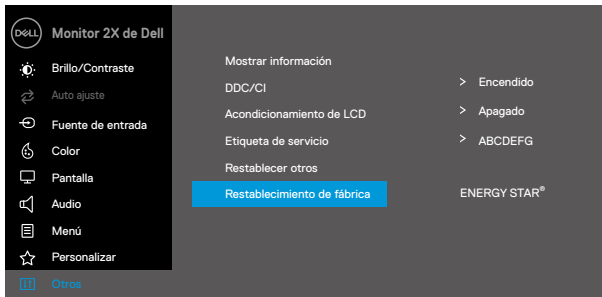 DELL
Monitor 2X de Dell
Brillo/Contraste
Auto ajuste
Fuente de entrada
Color
Pantalla
Audio
Menú
Personalizar
Otros
Mostrar información
DDC/CI > Encendido
Acondicionamiento de LCD > Apagado
Etiqueta de servicio > ABCDEFG
Restablecer otros
Restablecimiento de fábrica ENERGY STAR®